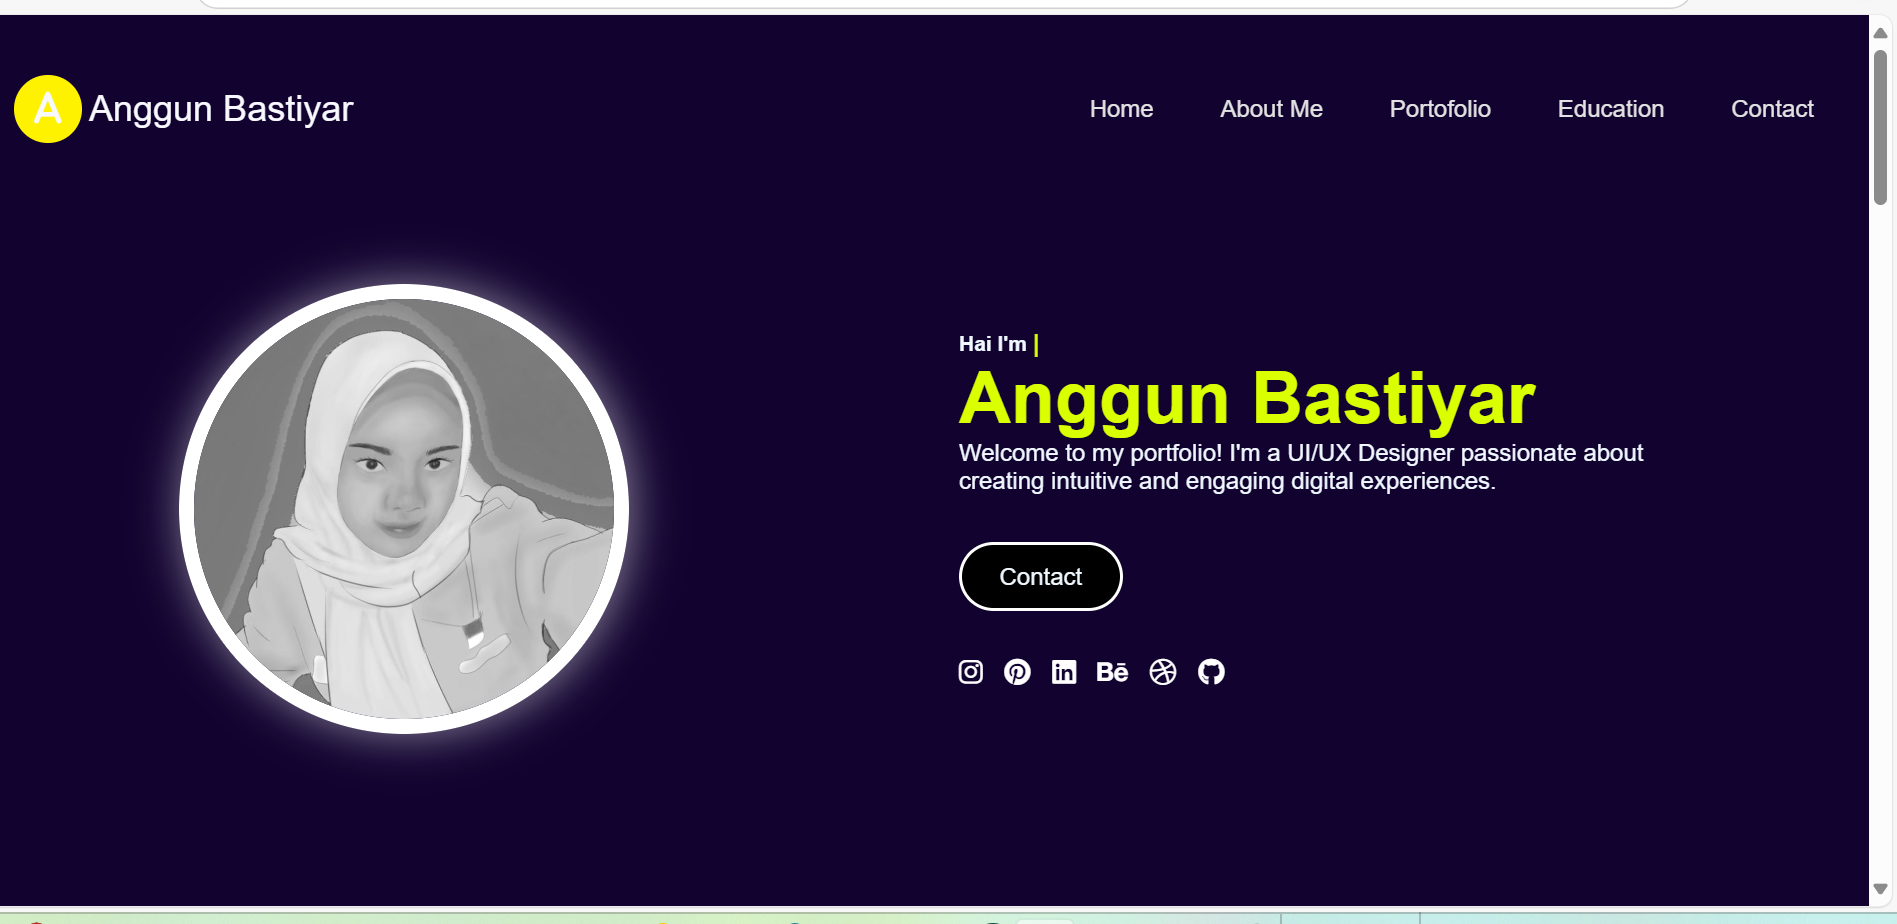 A Anggun Bastiyar
Home About Me Portofolio Education Contact
Hai I'm |
Anggun Bastiyar
Welcome to my portfolio! I'm a UI/UX Designer passionate about
creating intuitive and engaging digital experiences.
Contact
in Bē